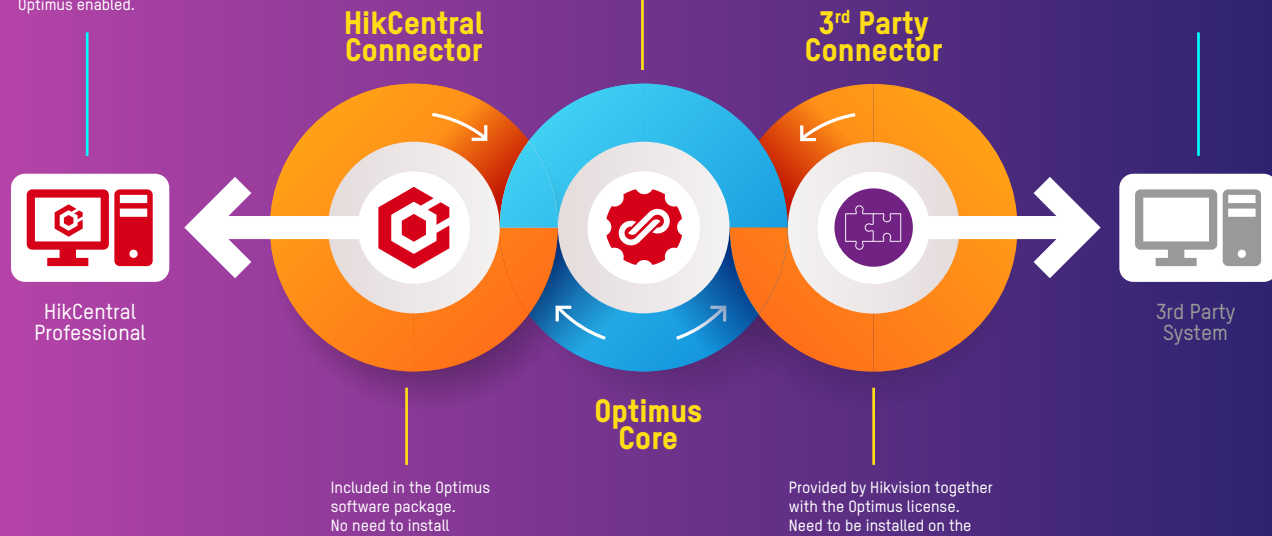 Optimus enabled.
HikCentral
Connector
3rd Party
Connector
HikCentral
Professional
3rd Party
System
Optimus
Core
Included in the Optimus
software package.
No need to install
Provided by Hikvision together
with the Optimus license.
Need to be installed on the